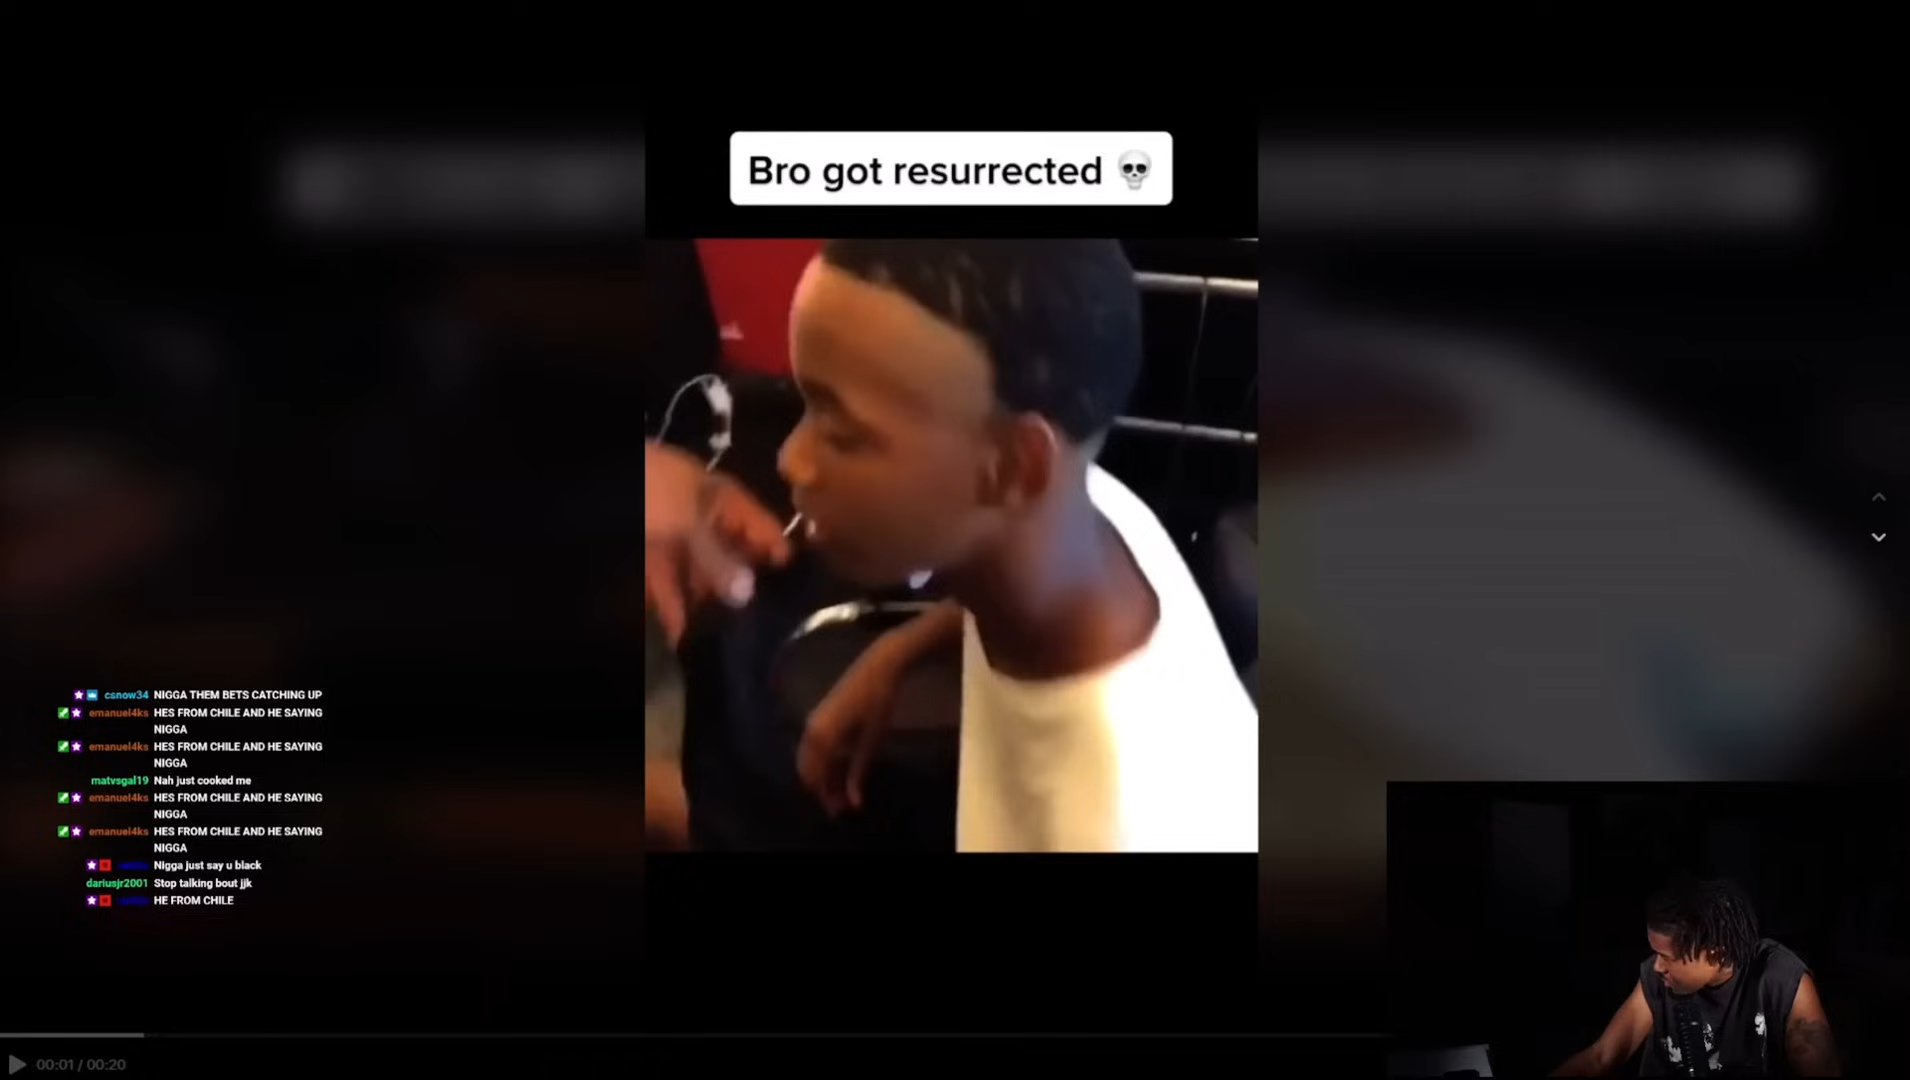 Bro got resurrected 💀
csnow34 NIGGA THEM BETS CATCHING UP
emanuel4ks HES FROM CHILE AND HE SAYING
NIGGA
emanuel4ks HES FROM CHILE AND HE SAYING
NIGGA
matvsgal19 Nah just cooked me
emanuel4ks HES FROM CHILE AND HE SAYING
NIGGA
emanuel4ks HES FROM CHILE AND HE SAYING
NIGGA
Nigga just say u black
dariusjr2001 Stop talking bout jjk
HE FROM CHILE
00:01 / 00:20